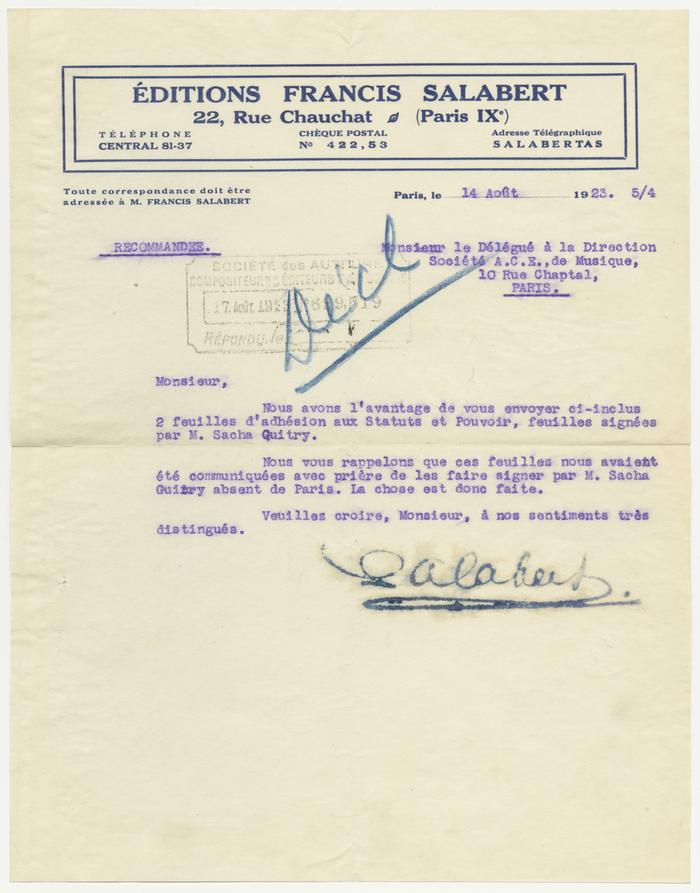 ÉDITIONS FRANCIS SALABERT
22, Rue Chauchat (Paris IXe)
TÉLÉPHONE
CENTRAL 81-37
CHÈQUE POSTAL
No 422,53
Adresse Télégraphique
SALABERTAS
Toute correspondance doit être
adressée à M. FRANCIS SALABERT
Paris, le 14 Août 1923. 5/4
RECOMMANDEE.
Monsieur le Délégué à la Direction
Société A.C.E., de Musique,
10 Rue Chaptal,
PARIS.
SOCIÉTÉ des AUTEURS
COMPOSITEURS & ÉDITEURS
17. Août. 1923
RÉPONDU le
Monsieur,
Nous avons l'avantage de vous envoyer ci-inclus
2 feuilles d'adhésion aux Statuts et Pouvoir, feuilles signées
par M. Sacha Guitry.
Nous vous rappelons que ces feuilles nous avaient
été communiquées avec prière de les faire signer par M. Sacha
Guitry absent de Paris. La chose est donc faite.
Veuillez croire, Monsieur, à nos sentiments très
distingués.
Salabert.